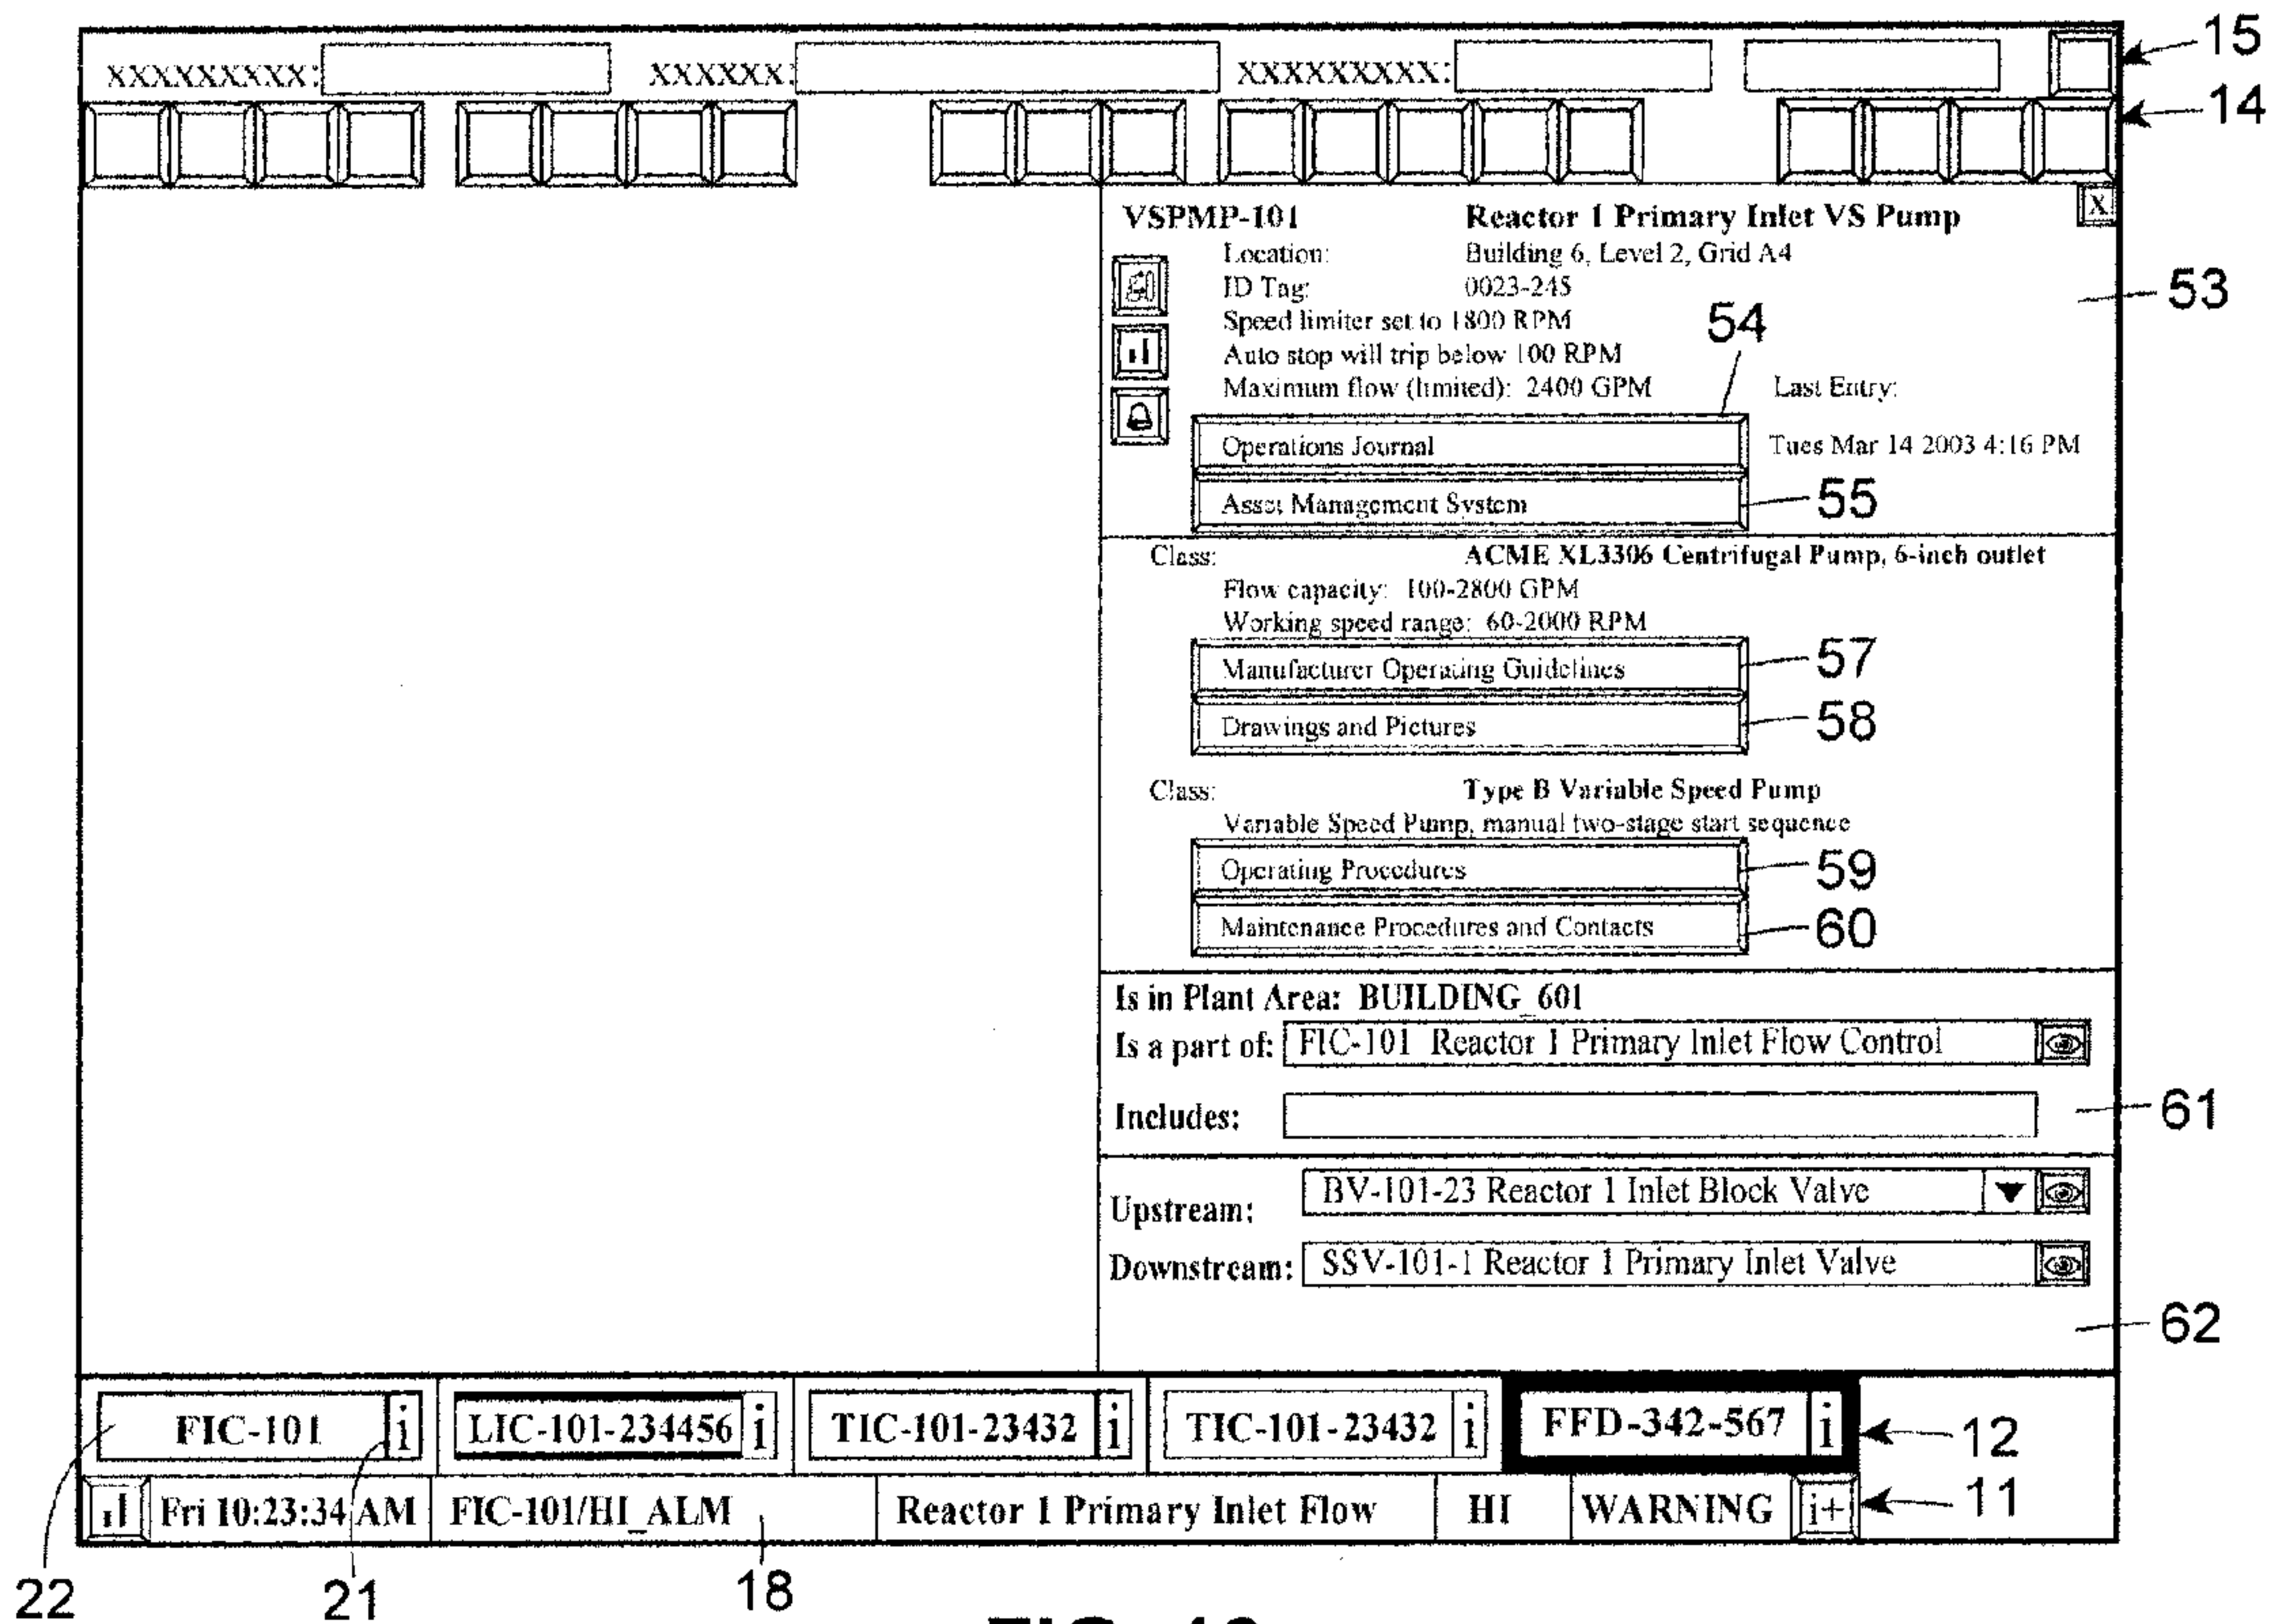 XXXXXXXXX: XXXXXX: XXXXXXXXX: 15
14
VSPMP-101 Reactor 1 Primary Inlet VS Pump X
Location: Building 6, Level 2, Grid A4
ID Tag: 0023-245 53
Speed limiter set to 1800 RPM 54
Auto stop will trip below 100 RPM
Maximum flow (limited): 2400 GPM Last Entry:
Operations Journal Tues Mar 14 2003 4:16 PM
Asset Management System 55
Class: ACME XL3306 Centrifugal Pump, 6-inch outlet
Flow capacity: 100-2800 GPM
Working speed range: 60-2000 RPM
Manufacturer Operating Guidelines 57
Drawings and Pictures 58
Class: Type B Variable Speed Pump
Variable Speed Pump, manual two-stage start sequence
Operating Procedures 59
Maintenance Procedures and Contacts 60
Is in Plant Area: BUILDING_601
Is a part of: FIC-101 Reactor 1 Primary Inlet Flow Control
Includes: 61
Upstream: BV-101-23 Reactor 1 Inlet Block Valve
Downstream: SSV-101-1 Reactor 1 Primary Inlet Valve
62
FIC-101 i LIC-101-234456 i TIC-101-23432 i TIC-101-23432 i FFD-342-567 i 12
Fri 10:23:34 AM FIC-101/HI_ALM Reactor 1 Primary Inlet Flow HI WARNING i+ 11
22 21 18